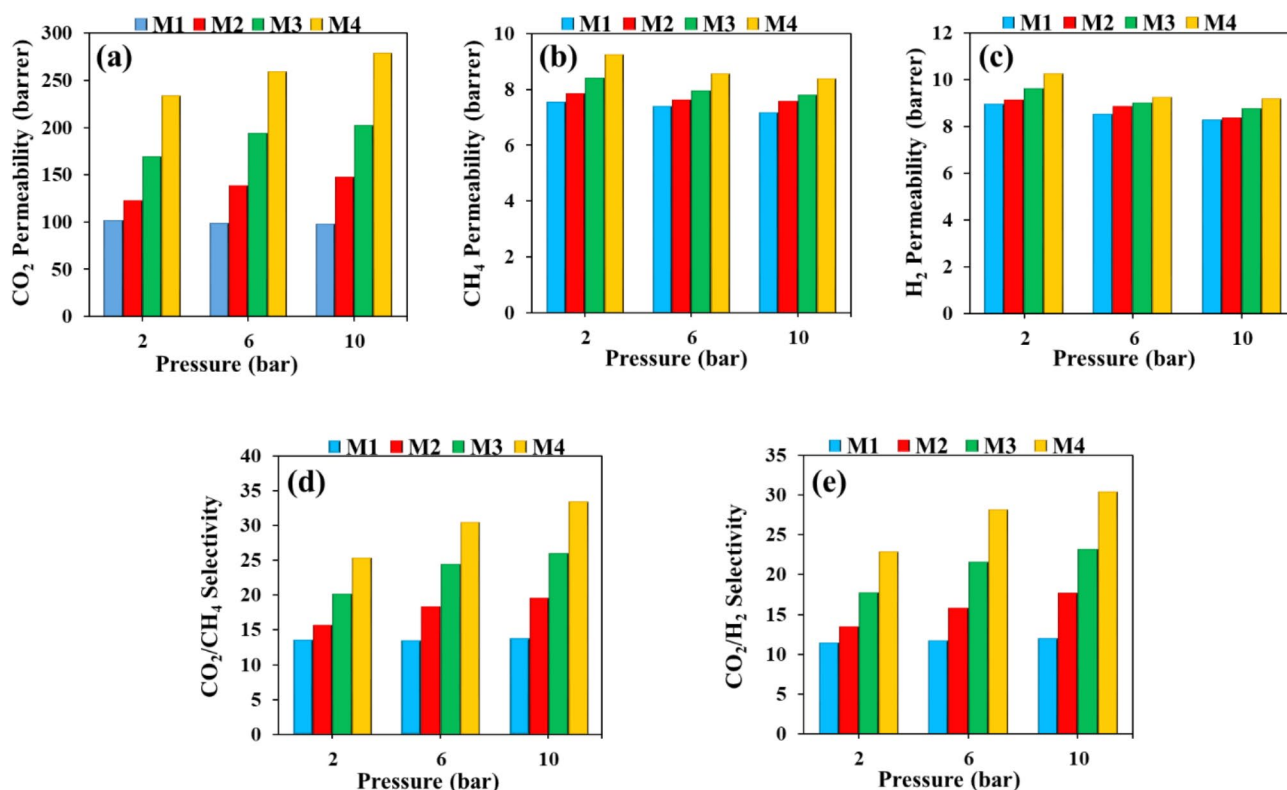 M1 M2 M3 M4
(a)
CO₂ Permeability (barrer)
300
250
200
150
100
50
0
2 6 10
Pressure (bar)
M1 M2 M3 M4
(b)
CH₄ Permeability (barrer)
10
8
6
4
2
0
2 6 10
Pressure (bar)
M1 M2 M3 M4
(c)
H₂ Permeability (barrer)
12
10
8
6
4
2
0
2 6 10
Pressure (bar)
M1 M2 M3 M4
(d)
CO₂/CH₄ Selectivity
40
35
30
25
20
15
10
5
0
2 6 10
Pressure (bar)
M1 M2 M3 M4
(e)
CO₂/H₂ Selectivity
35
30
25
20
15
10
5
0
2 6 10
Pressure (bar)